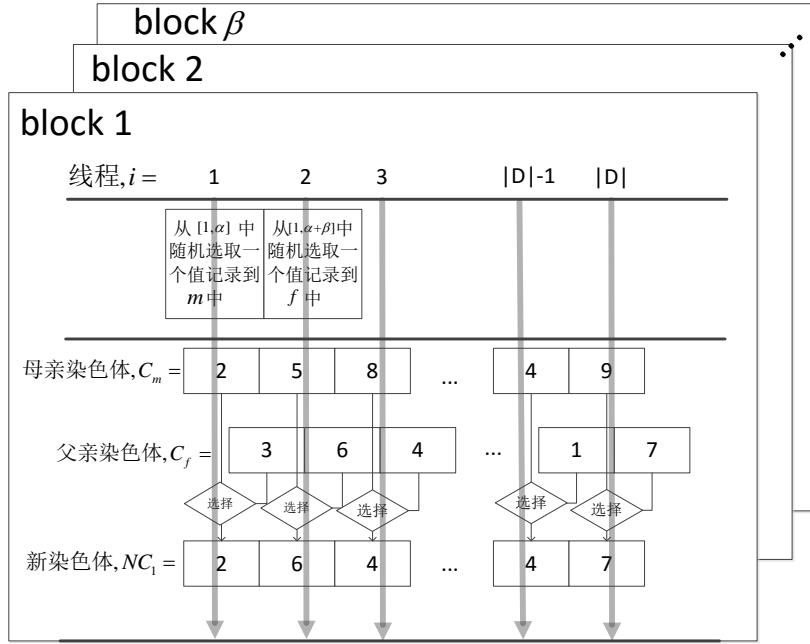 block β
block 2
block 1
线程,i = 1 2 3 |D|-1 |D|
从 [1,α] 中
随机选取一
个值记录到
m 中
从[1,α+β]中
随机选取一
个值记录到
f 中
母亲染色体,Cₘ= 2 5 8 ... 4 9
父亲染色体,C_f = 3 6 4 ... 1 7
选择 选择 选择 选择 选择
新染色体,NC₁= 2 6 4 ... 4 7